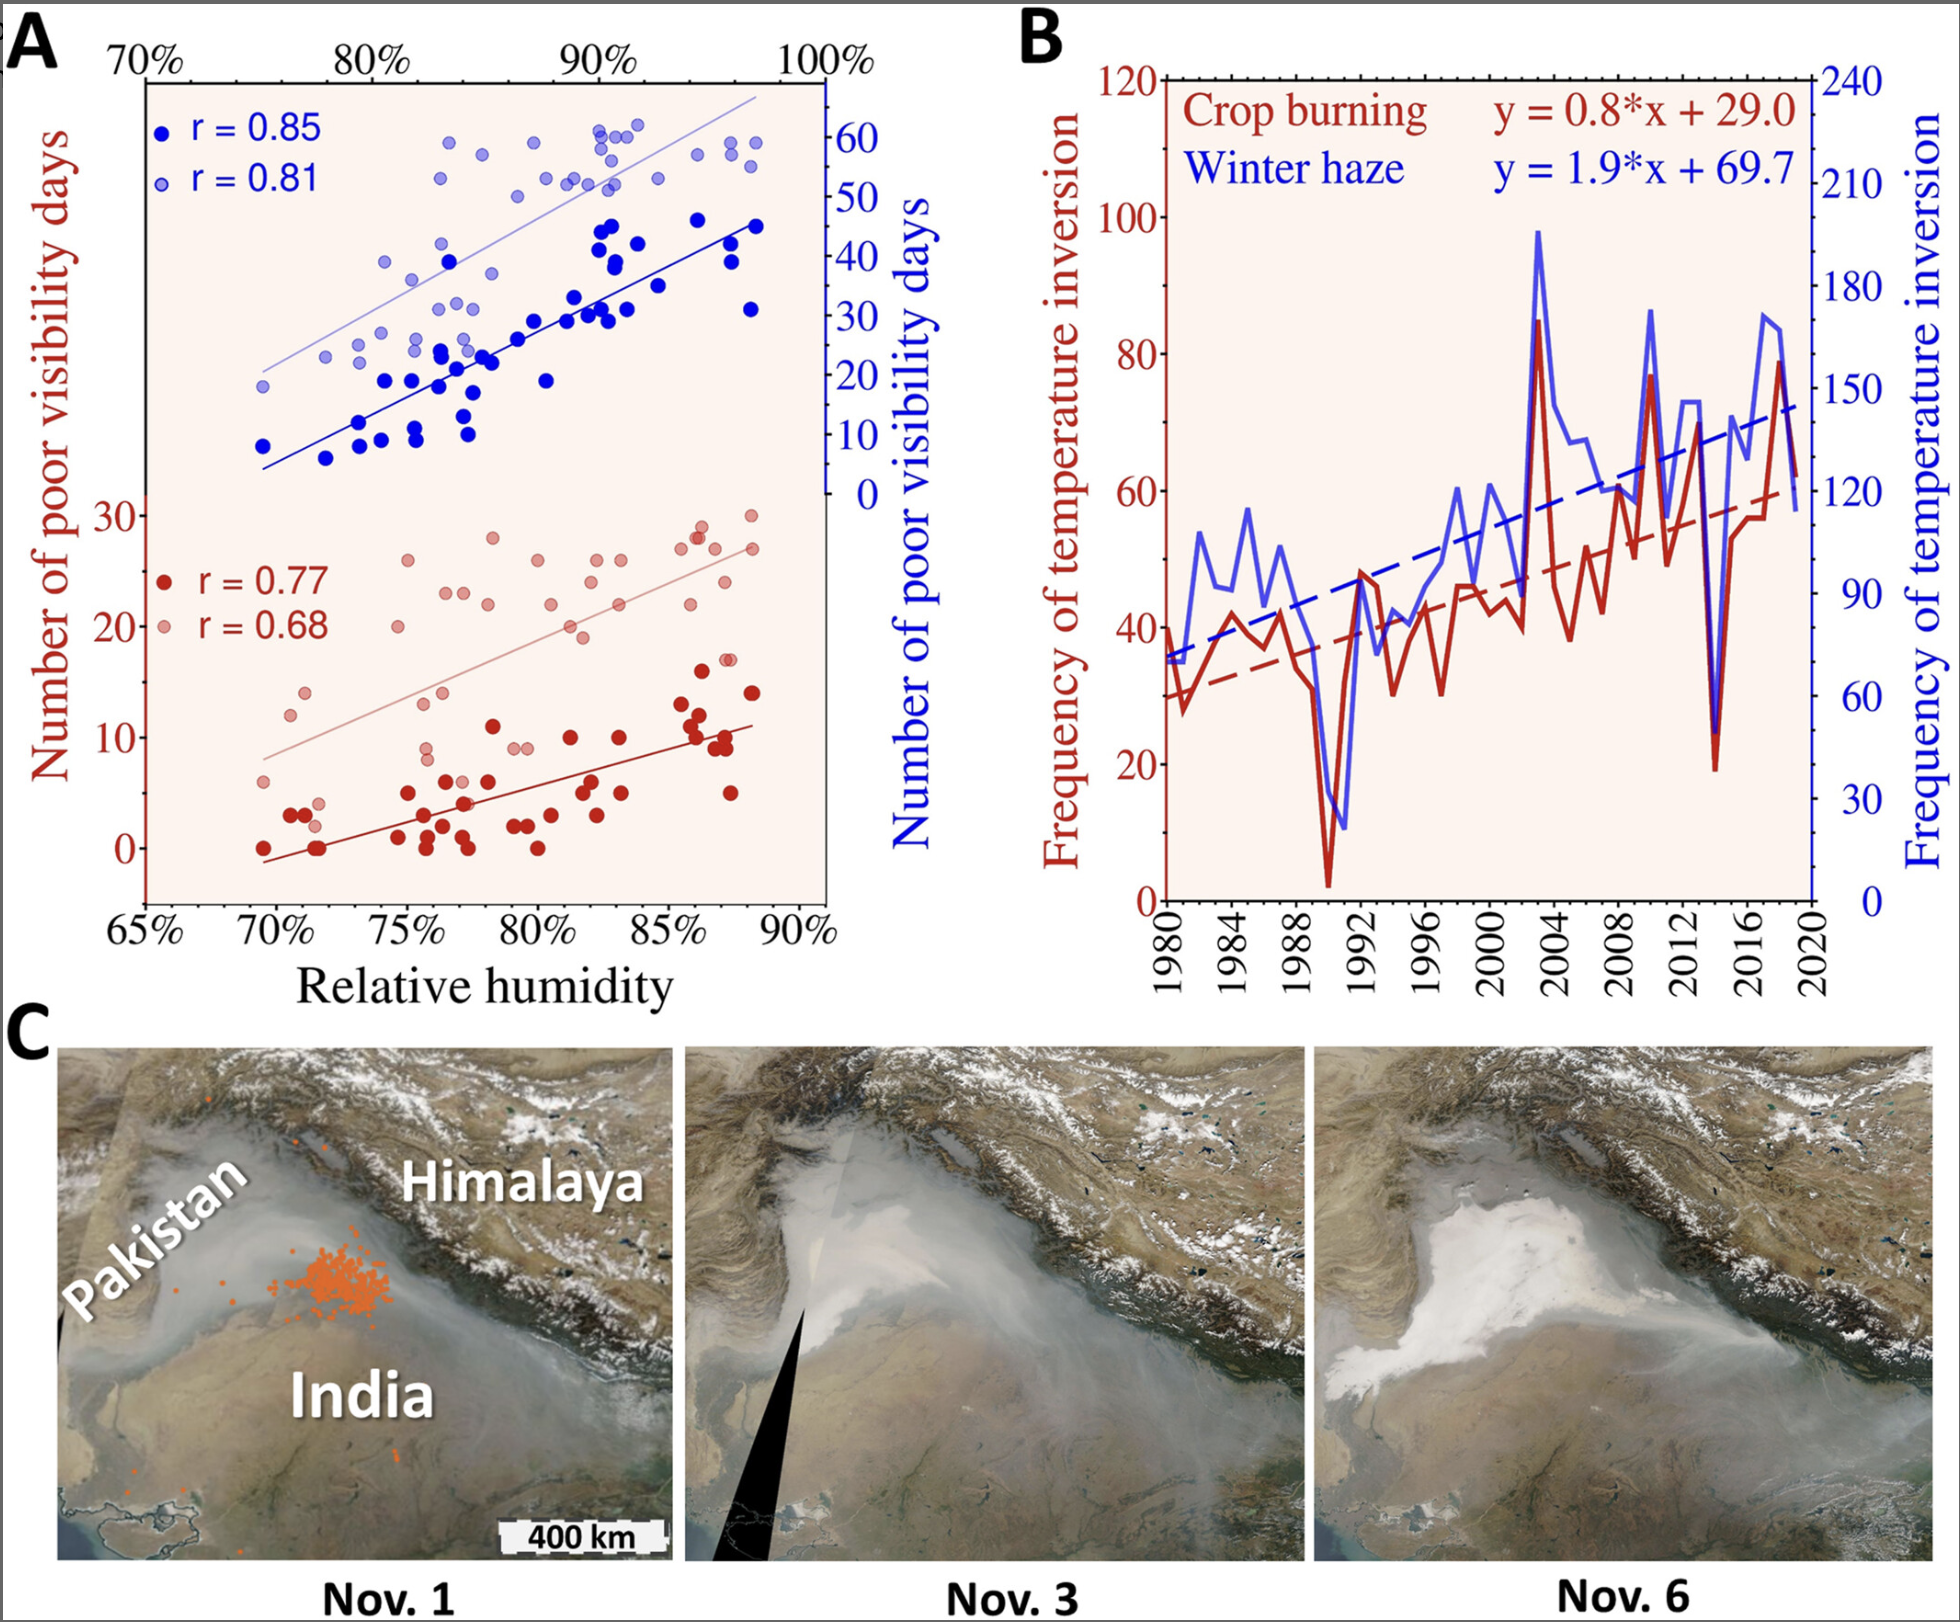 A
70% 80% 90% 100%
r = 0.85
r = 0.81
r = 0.77
r = 0.68
Number of poor visibility days
30
20
10
0
Number of poor visibility days
60
50
40
30
20
10
0
65% 70% 75% 80% 85% 90%
Relative humidity
B
Crop burning y = 0.8*x + 29.0
Winter haze y = 1.9*x + 69.7
Frequency of temperature inversion
120
100
80
60
40
20
0
Frequency of temperature inversion
240
210
180
150
120
90
60
30
0
1980 1984 1988 1992 1996 2000 2004 2008 2012 2016 2020
C
Pakistan
Himalaya
India
400 km
Nov. 1
Nov. 3
Nov. 6